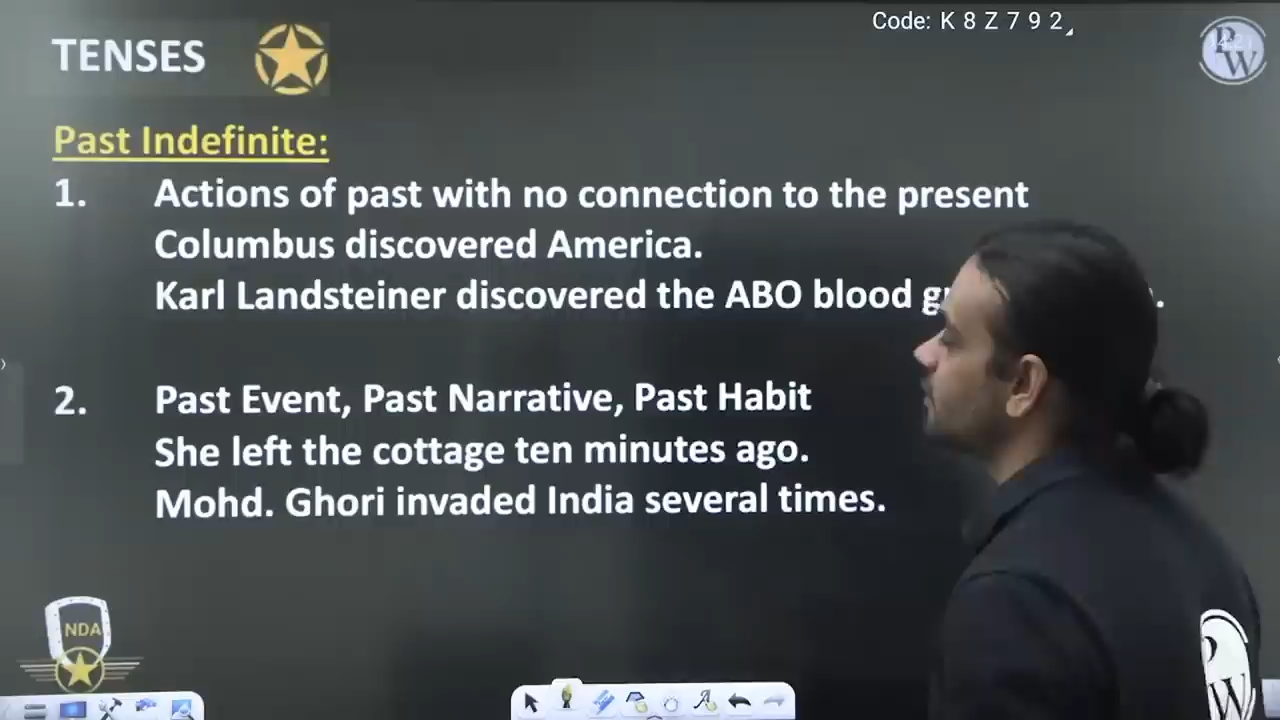 Code: K 8 Z 7 9 2
TENSES
PW
Past Indefinite:
1. Actions of past with no connection to the present
Columbus discovered America.
Karl Landsteiner discovered the ABO blood
2. Past Event, Past Narrative, Past Habit
She left the cottage ten minutes ago.
Mohd. Ghori invaded India several times.
NDA
PW